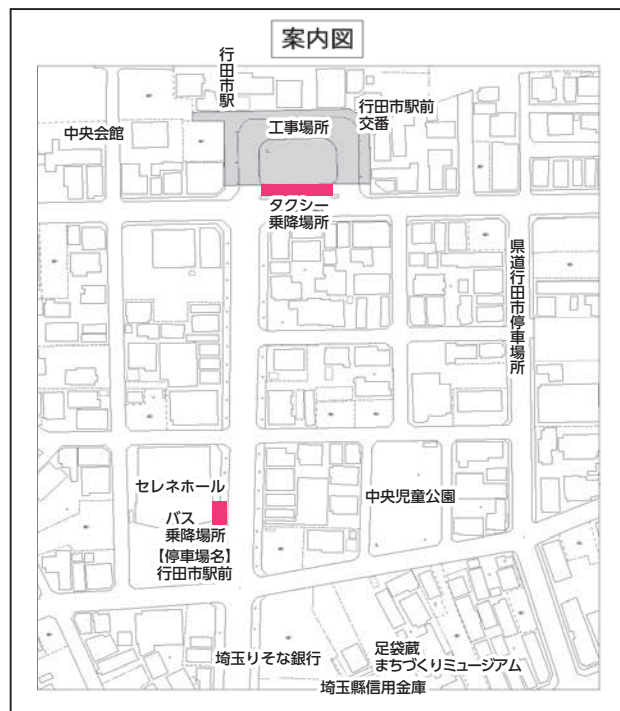 案内図
行田市駅
行田市駅前
交番
工事場所
中央会館
タクシー
乗降場所
県道行田市停車場所
セレネホール
中央児童公園
バス
乗降場所
【停車場名】
行田市駅前
埼玉りそな銀行
足袋蔵
まちづくりミュージアム
埼玉縣信用金庫